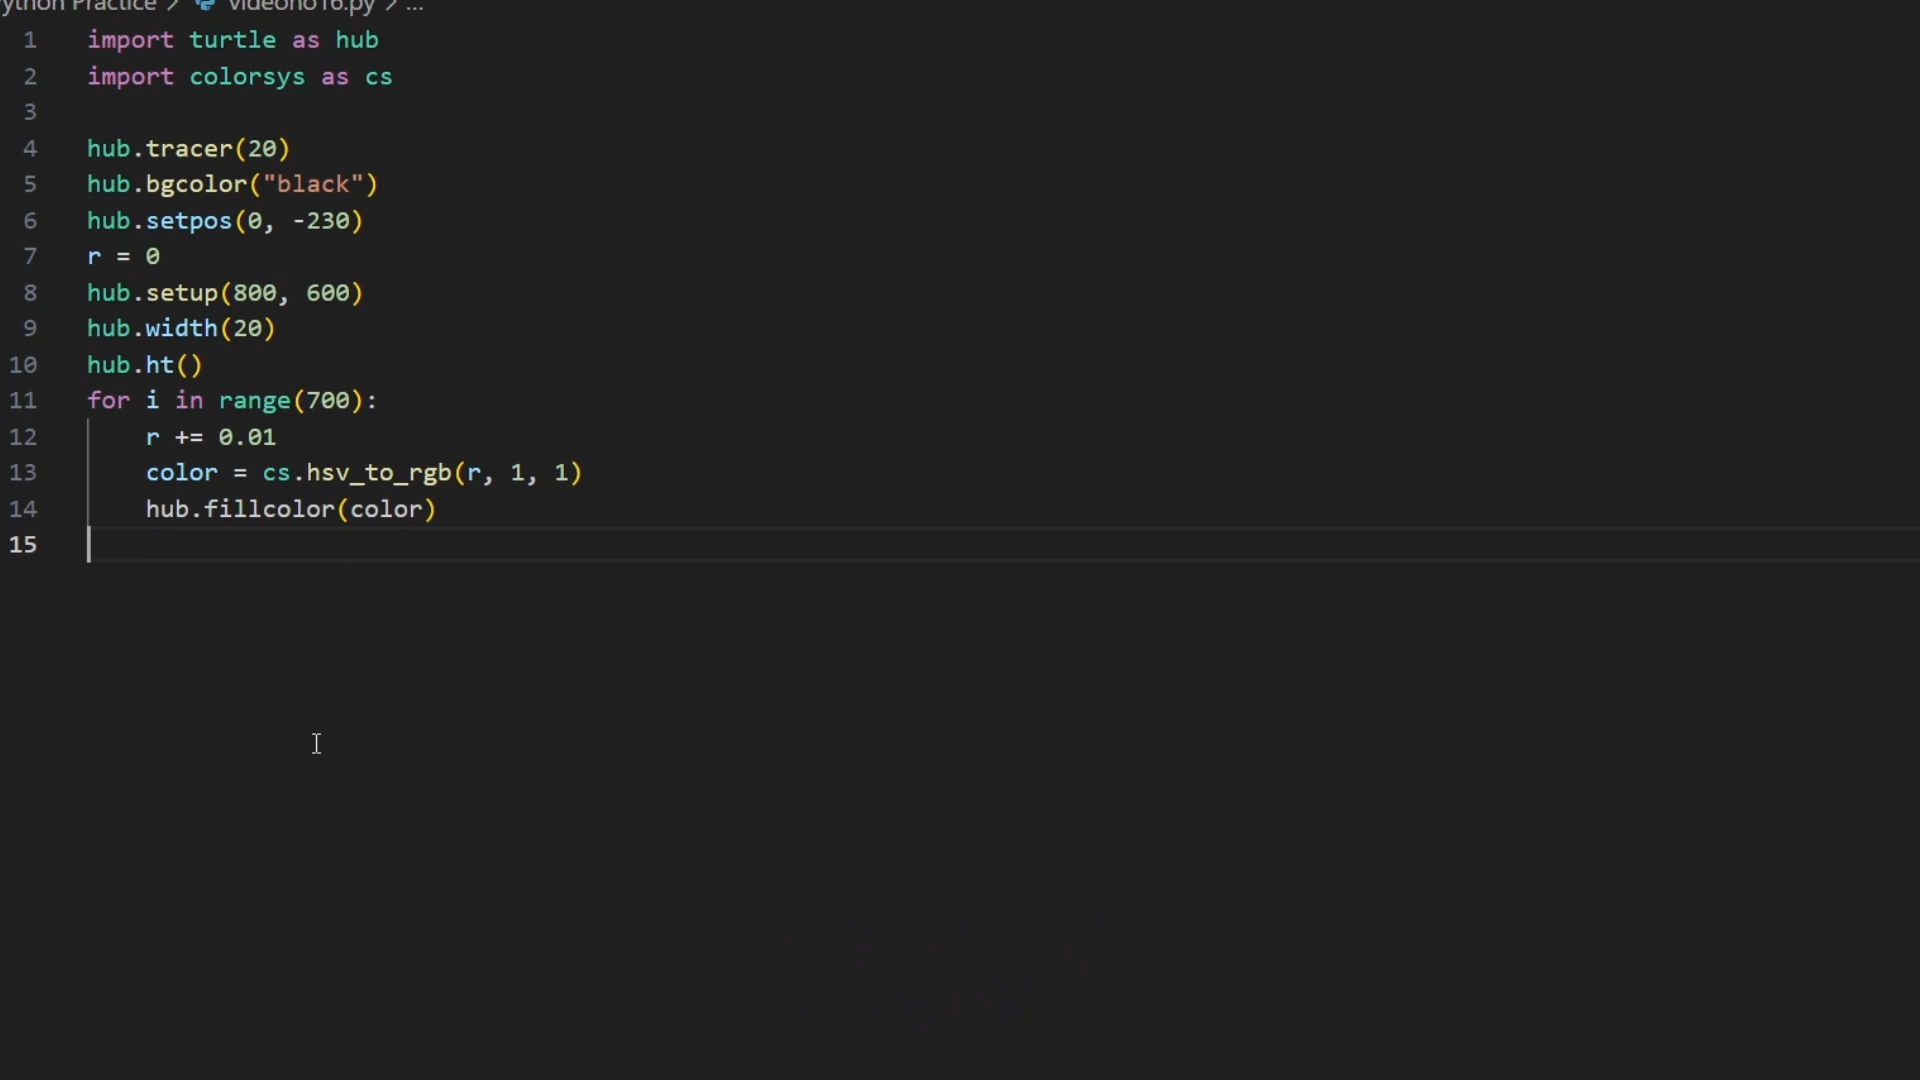 Practice > videono16.py > ...
1 import turtle as hub
2 import colorsys as cs
3
4 hub.tracer(20)
5 hub.bgcolor("black")
6 hub.setpos(0, -230)
7 r = 0
8 hub.setup(800, 600)
9 hub.width(20)
10 hub.ht()
11 for i in range(700):
12     r += 0.01
13     color = cs.hsv_to_rgb(r, 1, 1)
14     hub.fillcolor(color)
15